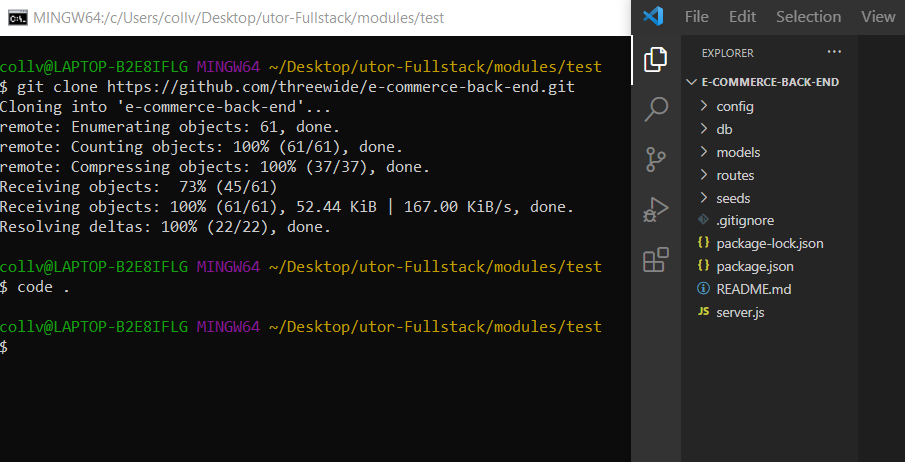 MINGW64:/c/Users/collv/Desktop/utor-Fullstack/modules/test
collv@LAPTOP-B2E8IFLG MINGW64 ~/Desktop/utor-Fullstack/modules/test
$ git clone https://github.com/threewide/e-commerce-back-end.git
Cloning into 'e-commerce-back-end'...
remote: Enumerating objects: 61, done.
remote: Counting objects: 100% (61/61), done.
remote: Compressing objects: 100% (37/37), done.
Receiving objects:  73% (45/61)
Receiving objects: 100% (61/61), 52.44 KiB | 167.00 KiB/s, done.
Resolving deltas: 100% (22/22), done.
collv@LAPTOP-B2E8IFLG MINGW64 ~/Desktop/utor-Fullstack/modules/test
$ code .
collv@LAPTOP-B2E8IFLG MINGW64 ~/Desktop/utor-Fullstack/modules/test
$
File Edit Selection View
EXPLORER ...
E-COMMERCE-BACK-END
config
db
models
routes
seeds
.gitignore
{} package-lock.json
{} package.json
README.md
JS server.js